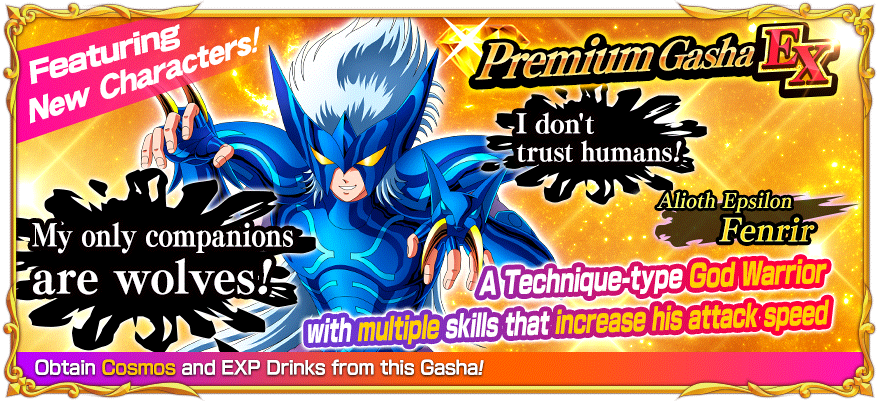 Featuring
New Characters!
Premium Gasha EX
I don't
trust humans!
Alioth Epsilon
Fenrir
My only companions
are wolves!
A Technique-type God Warrior
with multiple skills that increase his attack speed
Obtain Cosmos and EXP Drinks from this Gasha!